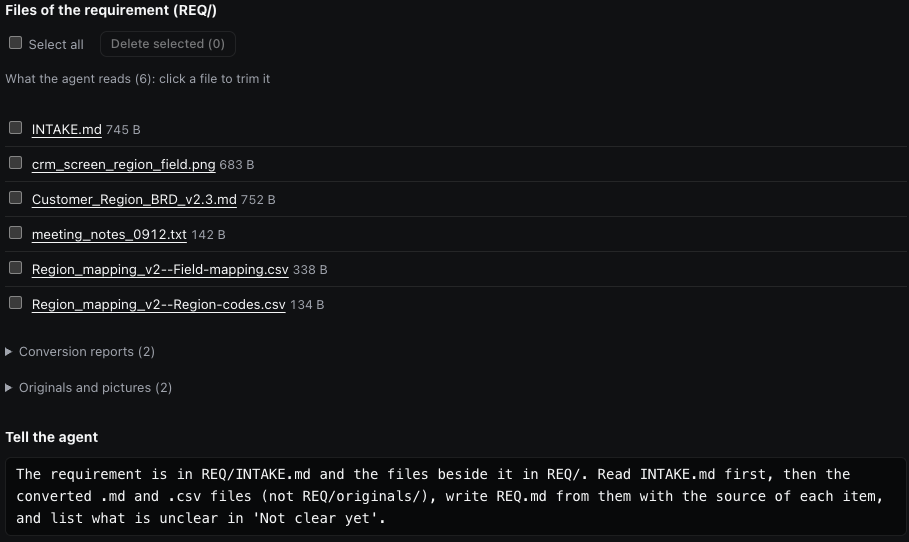 Files of the requirement (REQ/)
Select all
Delete selected (0)
What the agent reads (6): click a file to trim it
INTAKE.md 745 B
crm_screen_region_field.png 683 B
Customer_Region_BRD_v2.3.md 752 B
meeting_notes_0912.txt 142 B
Region_mapping_v2--Field-mapping.csv 338 B
Region_mapping_v2--Region-codes.csv 134 B
Conversion reports (2)
Originals and pictures (2)
Tell the agent
The requirement is in REQ/INTAKE.md and the files beside it in REQ/. Read INTAKE.md first, then the
converted .md and .csv files (not REQ/originals/), write REQ.md from them with the source of each item,
and list what is unclear in 'Not clear yet'.